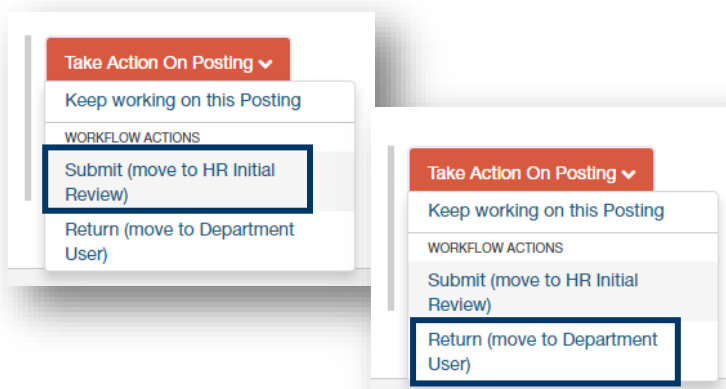 Take Action On Posting
Keep working on this Posting
WORKFLOW ACTIONS
Submit (move to HR Initial
Review)
Return (move to Department
User)
Take Action On Posting
Keep working on this Posting
WORKFLOW ACTIONS
Submit (move to HR Initial
Review)
Return (move to Department
User)